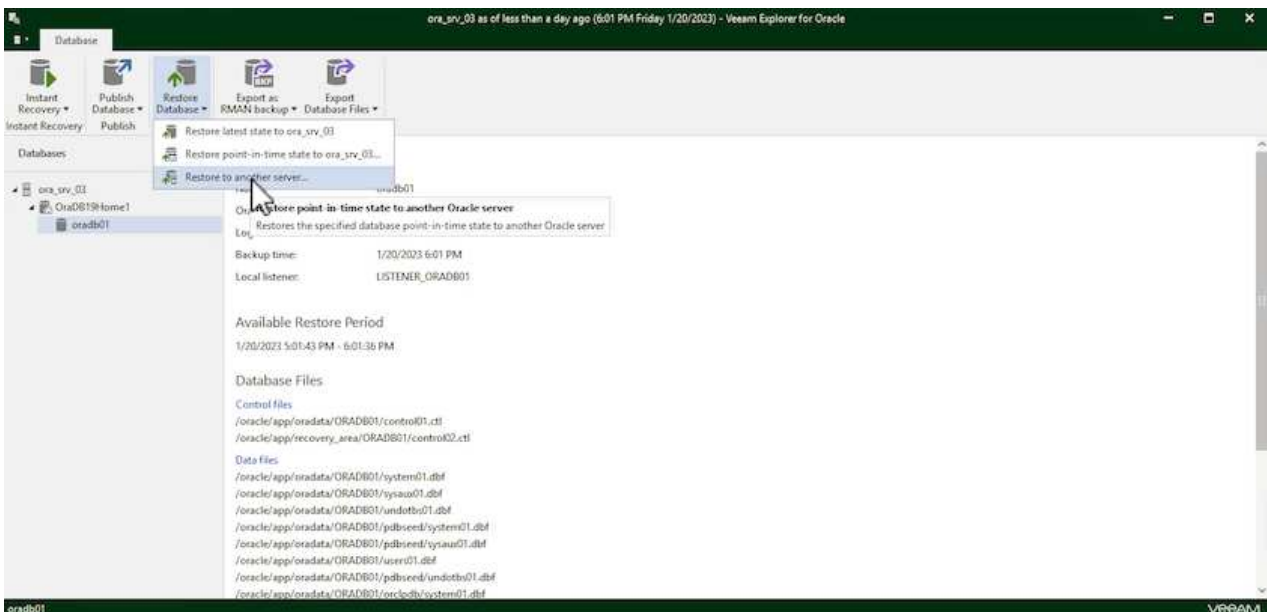 ora_srv_03 as of less than a day ago (6:01 PM Friday 1/20/2023) - Veeam Explorer for Oracle
Database
Instant Recovery
Publish Database
Restore Database
Export as RMAN backup
Export Database Files
Instant Recovery
Publish
Restore latest state to ora_srv_03
Restore point-in-time state to ora_srv_03...
Restore to another server...
Databases
ora_srv_03
OraDB19Home1
oradb01
oradb01
Restore point-in-time state to another Oracle server
Restores the specified database point-in-time state to another Oracle server
Backup time: 1/20/2023 6:01 PM
Local listener: LISTENER_ORADB01
Available Restore Period
1/20/2023 5:01:43 PM - 6:01:36 PM
Database Files
Control files
/oracle/app/oradata/ORADB01/control01.ctl
/oracle/app/recovery_area/ORADB01/control02.ctl
Data files
/oracle/app/oradata/ORADB01/system01.dbf
/oracle/app/oradata/ORADB01/sysaux01.dbf
/oracle/app/oradata/ORADB01/undotbs01.dbf
/oracle/app/oradata/ORADB01/pdbseed/system01.dbf
/oracle/app/oradata/ORADB01/pdbseed/sysaux01.dbf
/oracle/app/oradata/ORADB01/users01.dbf
/oracle/app/oradata/ORADB01/pdbseed/undotbs01.dbf
/oracle/app/oradata/ORADB01/orclpdb/system01.dbf
oradb01
VEEAM